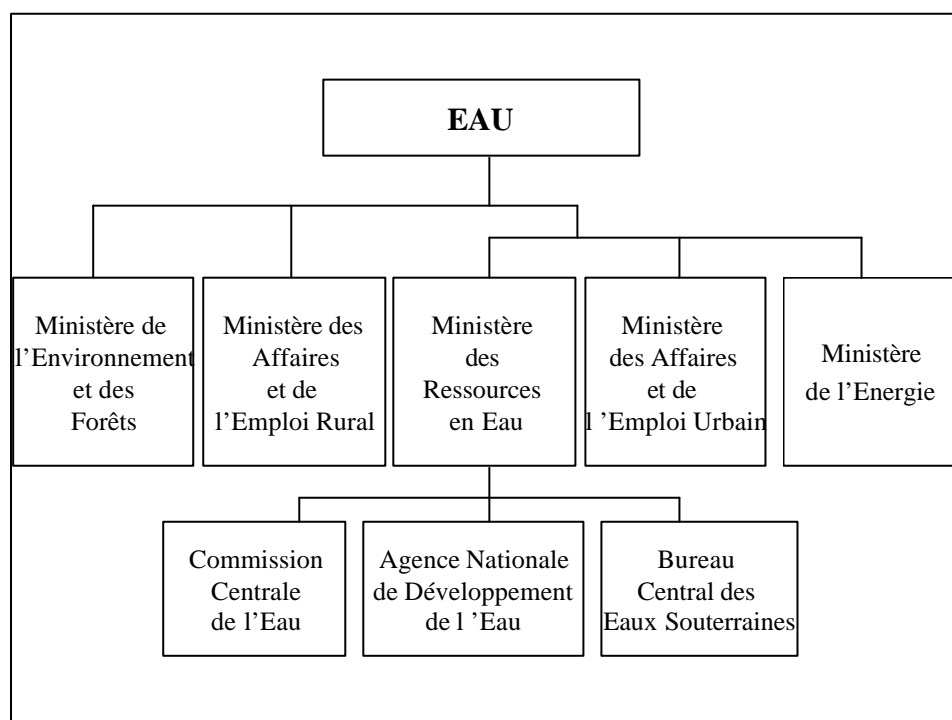 EAU
Ministère de
l’Environnement
et des
Forêts
Ministère des
Affaires
et de
l’Emploi Rural
Ministère
des
Ressources
en Eau
Ministère
des Affaires
et de
l ’Emploi Urbain
Ministère
de l’Energie
Commission
Centrale
de l’Eau
Agence Nationale
de Développement
de l ’Eau
Bureau
Central des
Eaux Souterraines